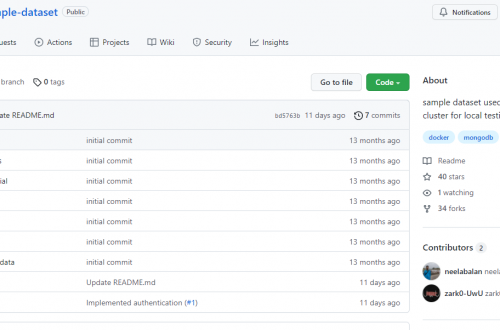 ple-dataset Public Notifications
uests Actions Projects Wiki Security Insights
branch 0 tags Go to file Code About
sample dataset used
cluster for local testi
ate README.md bd5763b 11 days ago 7 commits
docker mongodb
initial commit 13 months ago
s initial commit 13 months ago
Readme
ial initial commit 13 months ago
40 stars
initial commit 13 months ago
1 watching
34 forks
initial commit 13 months ago
initial commit 13 months ago
Contributors 2
data initial commit 13 months ago
neelabalan neel
Update README.md 11 days ago
zark0-UwU zark
Implemented authentication (#1) 11 days ago